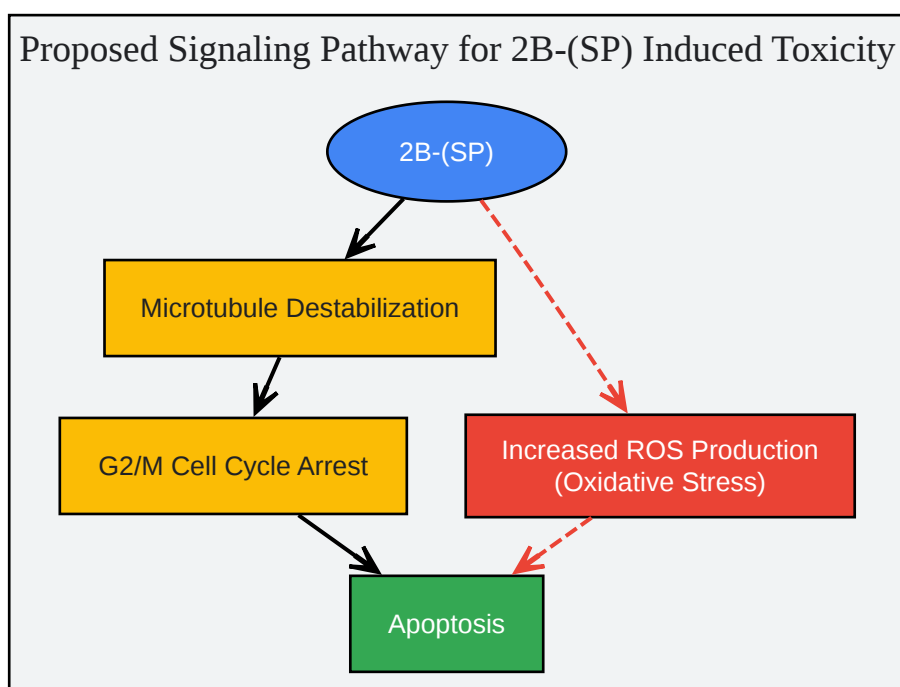 Proposed Signaling Pathway for 2B-(SP) Induced Toxicity
2B-(SP)
Microtubule Destabilization
G2/M Cell Cycle Arrest
Increased ROS Production
(Oxidative Stress)
Apoptosis